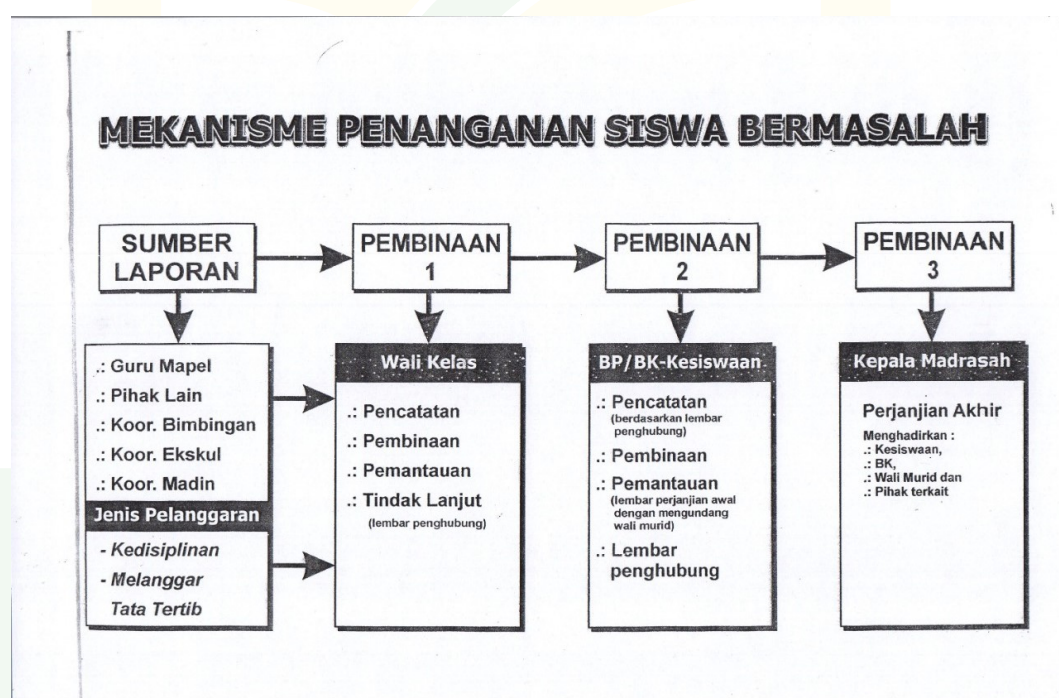 MEKANISME PENANGANAN SISWA BERMASALAH
SUMBER
LAPORAN
PEMBINAAN
1
PEMBINAAN
2
PEMBINAAN
3
.: Guru Mapel
.: Pihak Lain
.: Koor. Bimbingan
.: Koor. Ekskul
.: Koor. Madin
Jenis Pelanggaran
- Kedisiplinan
- Melanggar
Tata Tertib
Wali Kelas
.: Pencatatan
.: Pembinaan
.: Pemantauan
.: Tindak Lanjut
(lembar penghubung)
BP/BK-Kesiswaan
.: Pencatatan
(berdasarkan lembar
penghubung)
.: Pembinaan
.: Pemantauan
(lembar perjanjian awal
dengan mengundang
wali murid)
.: Lembar
penghubung
Kepala Madrasah
Perjanjian Akhir
Menghadirkan :
.: Kesiswaan,
.: BK,
.: Wali Murid dan
.: Pihak terkait